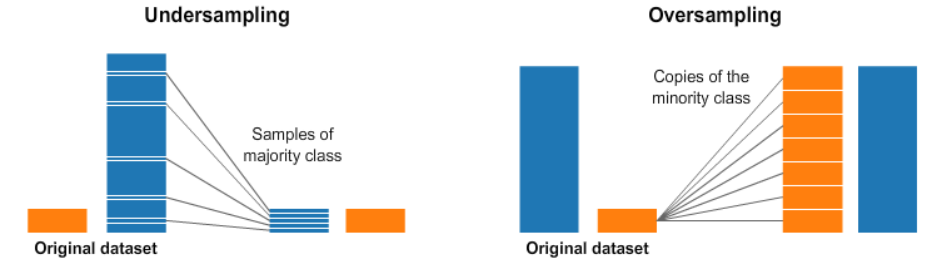 Undersampling
Samples of
majority class
Original dataset
Oversampling
Copies of the
minority class
Original dataset